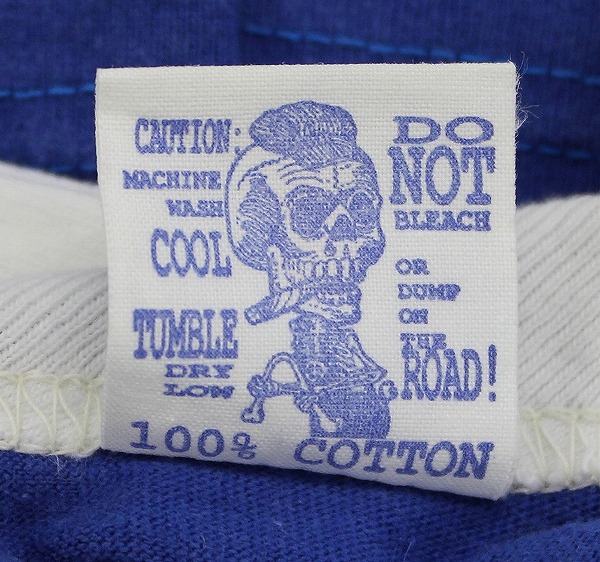 CAUTION:
MACHINE
WASH
COOL
TUMBLE
DRY
LOW
DO
NOT
BLEACH
OR
DUMP
ON
THE
ROAD!
100% COTTON